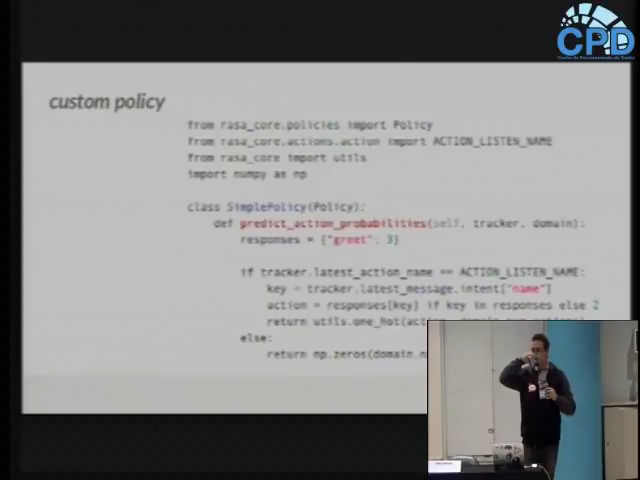 CPD
custom policy
from rasa_core.policies import Policy
from rasa_core.actions.action import ACTION_LISTEN_NAME
from rasa_core import utils
import numpy as np
class SimplePolicy(Policy):
def predict_action_probabilities(self, tracker, domain):
responses = {"greet": 3}
if tracker.latest_action_name == ACTION_LISTEN_NAME:
key = tracker.latest_message.intent["name"]
action = responses[key] if key in responses else 2
return utils.one_hot(
else:
return np.zeros(domain.